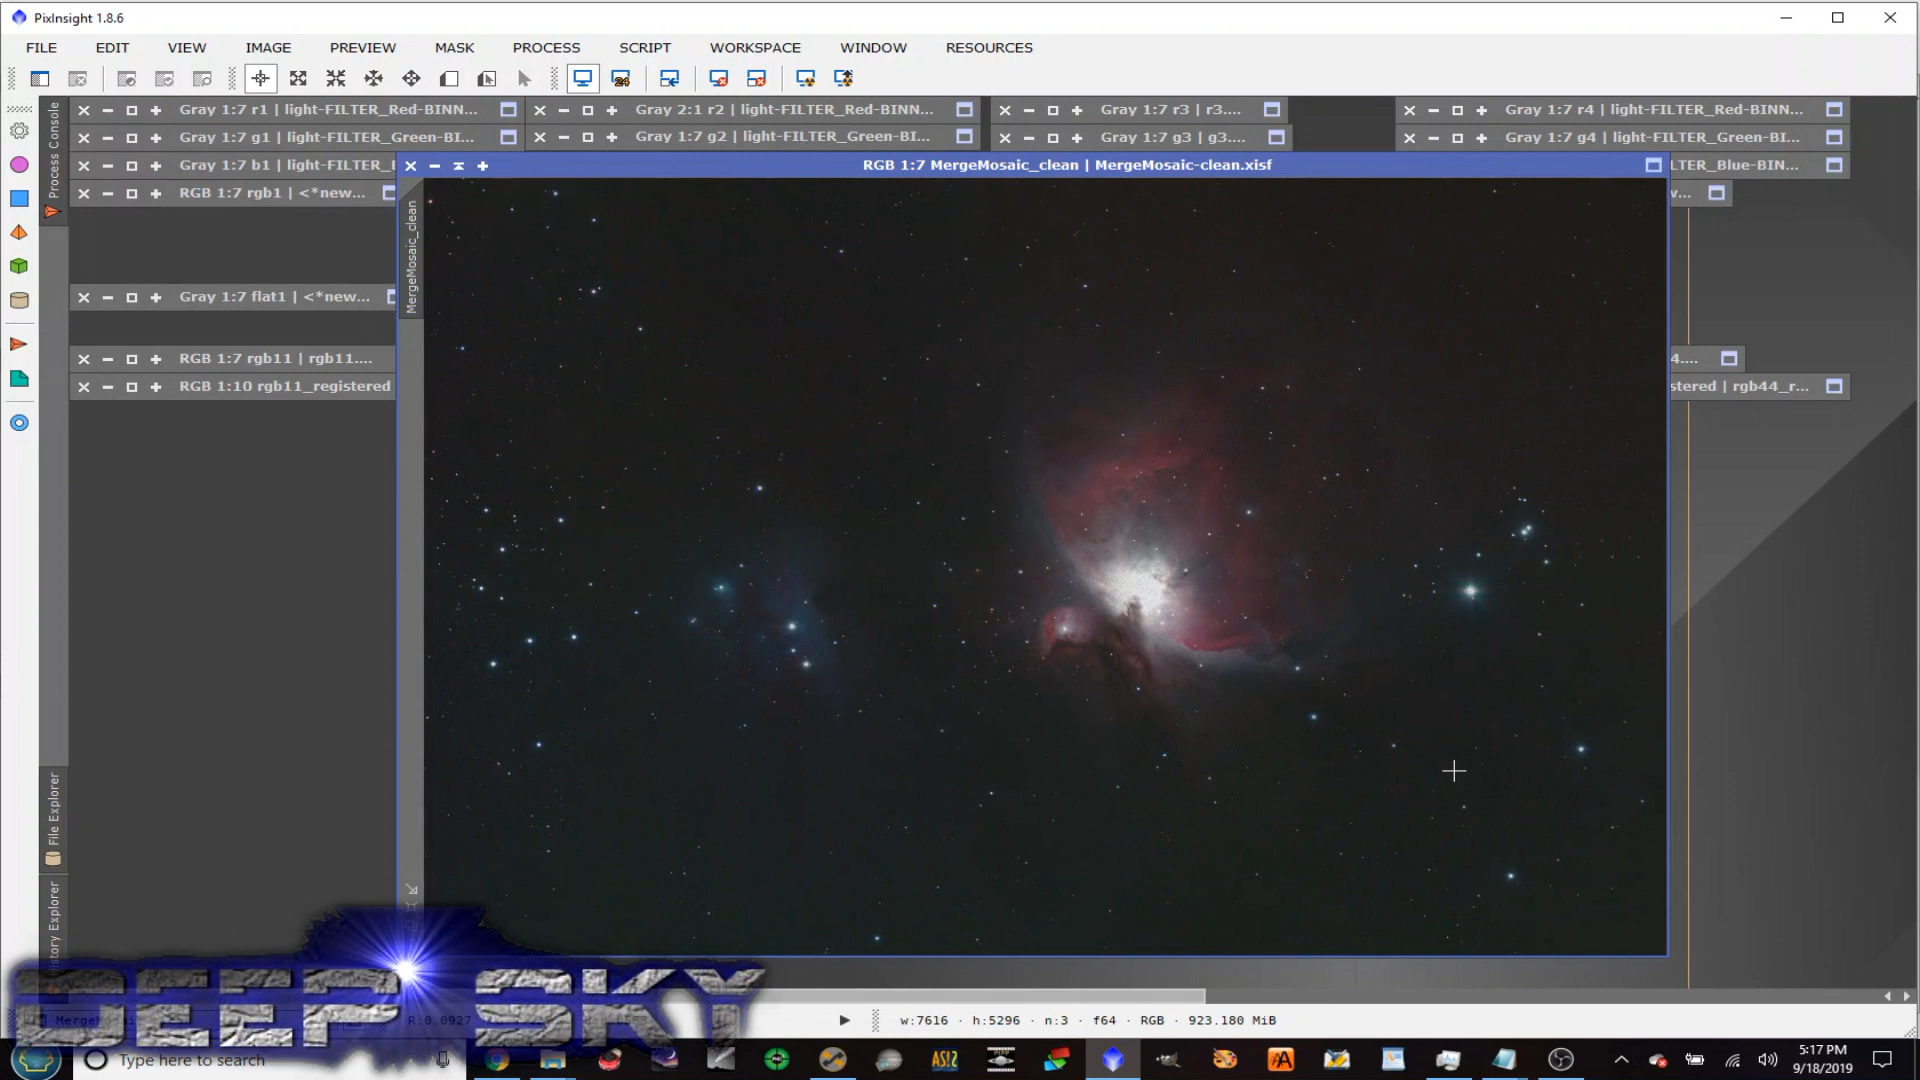 PixInsight 1.8.6
FILE EDIT VIEW IMAGE PREVIEW MASK PROCESS SCRIPT WORKSPACE WINDOW RESOURCES
24
Gray 1:7 r1 | light-FILTER_Red-BINN... Gray 2:1 r2 | light-FILTER_Red-BINN... Gray 1:7 r3 | r3.... Gray 1:7 r4 | light-FILTER_Red-BINN...
Gray 1:7 g1 | light-FILTER_Green-BI... Gray 1:7 g2 | light-FILTER_Green-BI... Gray 1:7 g3 | g3.... Gray 1:7 g4 | light-FILTER_Green-BI...
Gray 1:7 b1 | light-FILTER_ RGB 1:7 MergeMosaic_clean | MergeMosaic-clean.xisf LTER_Blue-BIN...
RGB 1:7 rgb1 | <*new...
Gray 1:7 flat1 | <*new...
RGB 1:7 rgb11 | rgb11.... 4....
RGB 1:10 rgb11_registered stered | rgb44_r...
Process Console
MergeMosaic_clean
File Explorer
History Explorer
DEEP SKY
R:0.0927
w:7616 · h:5296 · n:3 · f64 · RGB · 923.180 MiB
Type here to search
AS!2
5:17 PM
9/18/2019